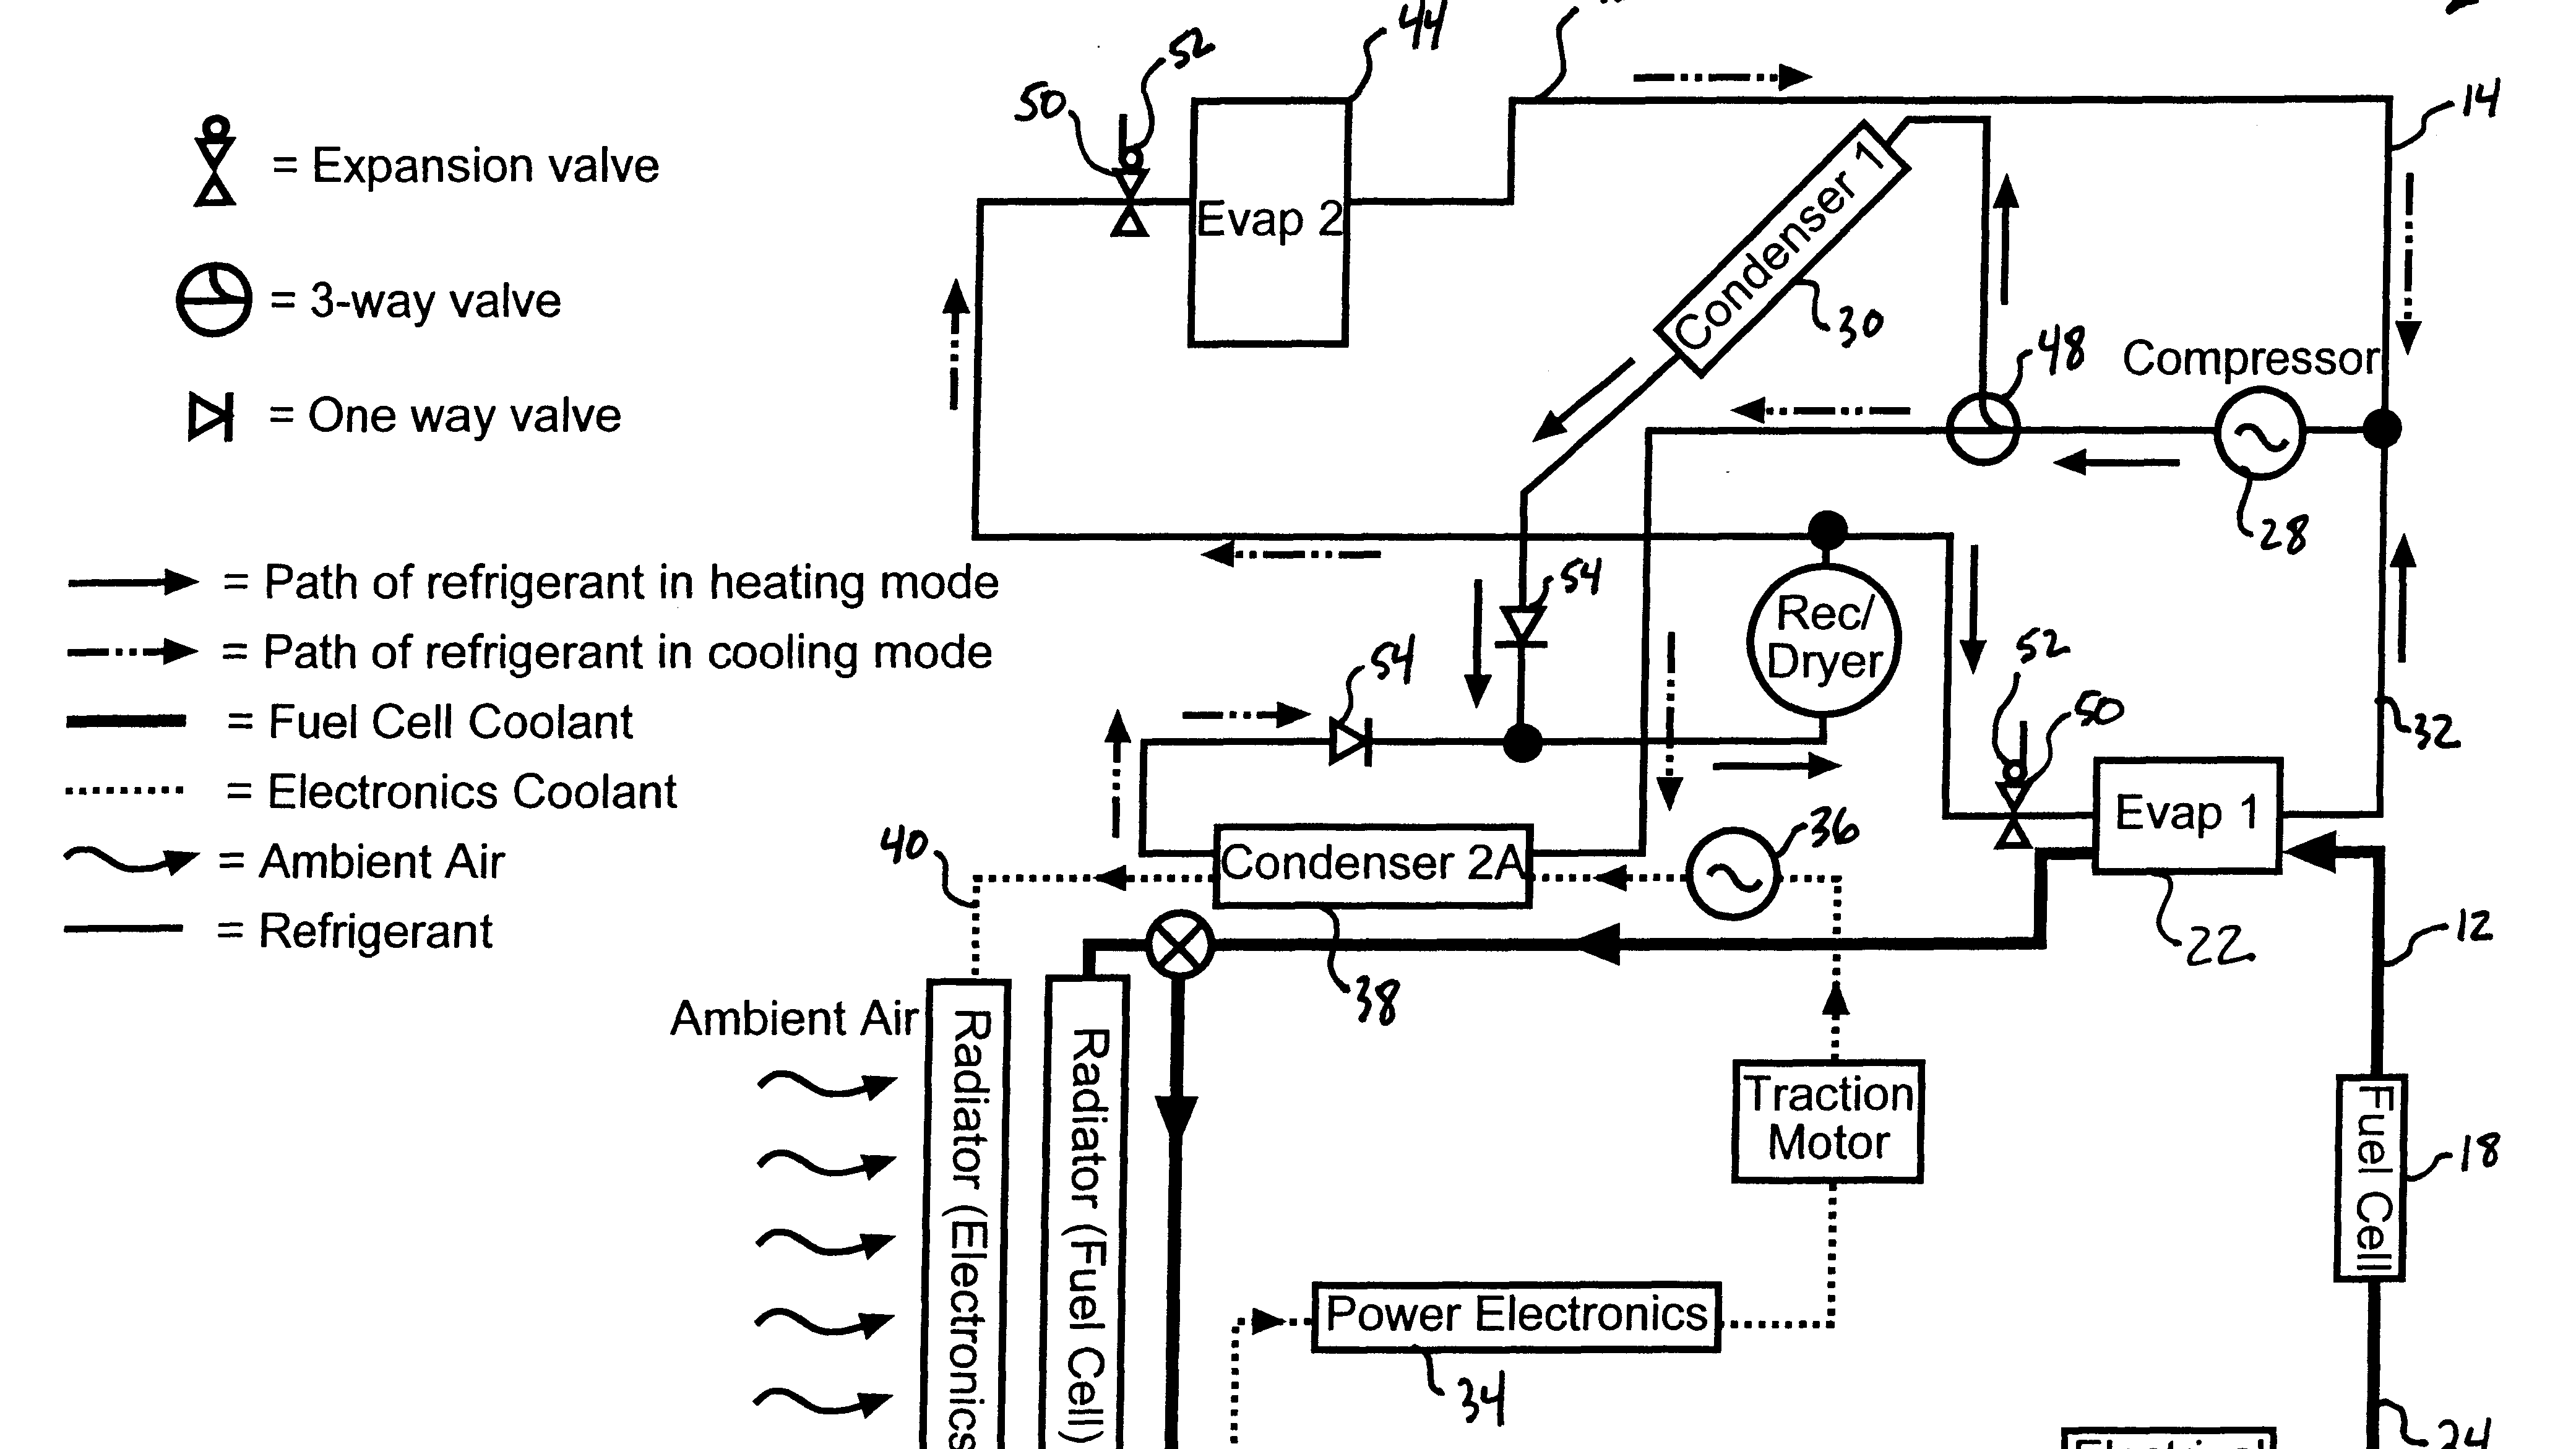 44
52
50
14
= Expansion valve
Evap 2
Condenser 1
30
= 3-way valve
48
Compressor
28
= One way valve
54
= Path of refrigerant in heating mode
Rec/
Dryer
= Path of refrigerant in cooling mode
54
52
50
32
= Fuel Cell Coolant
= Electronics Coolant
Evap 1
40
36
= Ambient Air
Condenser 2A
= Refrigerant
22
12
38
Ambient Air
Radiator (Electronics
Radiator (Fuel Cell)
Traction
Motor
Fuel Cell
18
Power Electronics
34
24
Electrical